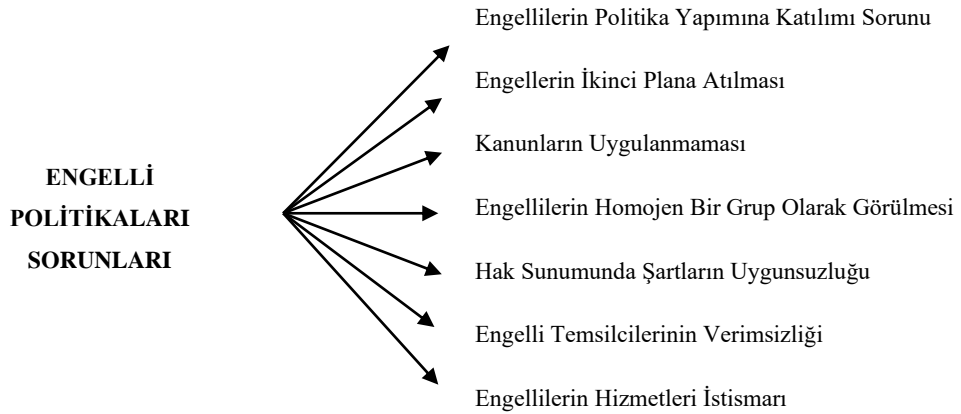 Engellilerin Politika Yapımına Katılımı Sorunu
Engellerin İkinci Plana Atılması
Kanunların Uygulanmaması
ENGELLİ
POLİTİKALARI
SORUNLARI
Engellilerin Homojen Bir Grup Olarak Görülmesi
Hak Sunumunda Şartların Uygunsuzluğu
Engelli Temsilcilerinin Verimsizliği
Engellilerin Hizmetleri İstismarı